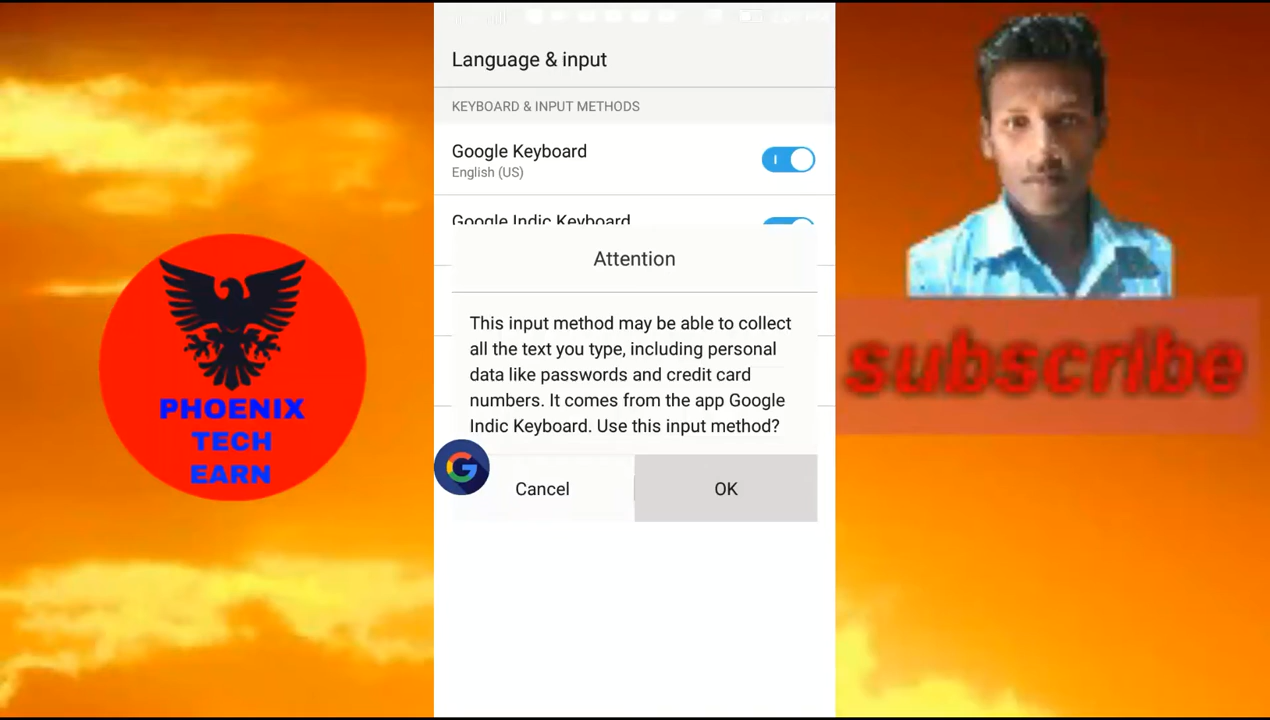 Language & input
KEYBOARD & INPUT METHODS
Google Keyboard
English (US)
Google Indic Keyboard
Attention
This input method may be able to collect
all the text you type, including personal
data like passwords and credit card
numbers. It comes from the app Google
Indic Keyboard. Use this input method?
Cancel
OK
PHOENIX
TECH
EARN
subscribe